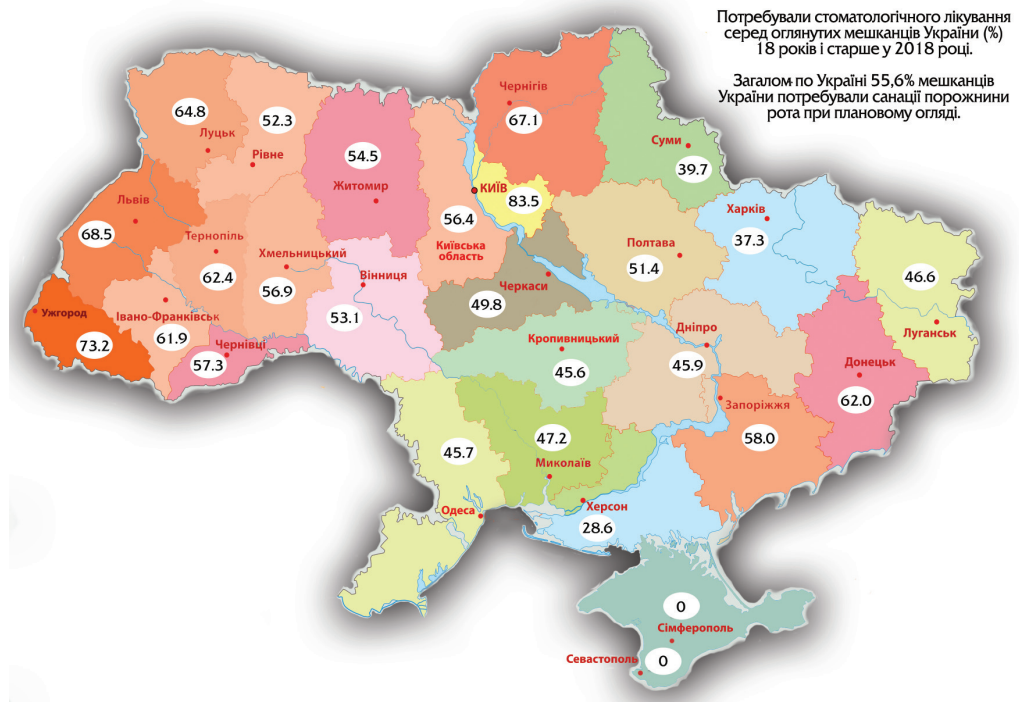 Потребували стоматологічного лікування
серед оглянутих мешканців України (%)
18 років і старше у 2018 році.
Загалом по Україні 55,6% мешканців
України потребували санації порожнини
рота при плановому огляді.
64.8
Луцьк
52.3
Рівне
54.5
Житомир
Чернігів
67.1
Суми
39.7
КИЇВ
83.5
56.4
Київська
область
Львів
68.5
Тернопіль
62.4
Хмельницький
56.9
Вінниця
53.1
Черкаси
49.8
Полтава
51.4
Харків
37.3
46.6
Луганськ
Ужгород
73.2
Івано-Франківськ
61.9
Чернівці
57.3
Кропивницький
45.6
Дніпро
45.9
Донецьк
62.0
Запоріжжя
58.0
45.7
Одеса
47.2
Миколаїв
Херсон
28.6
0
Сімферополь
Севастополь
0